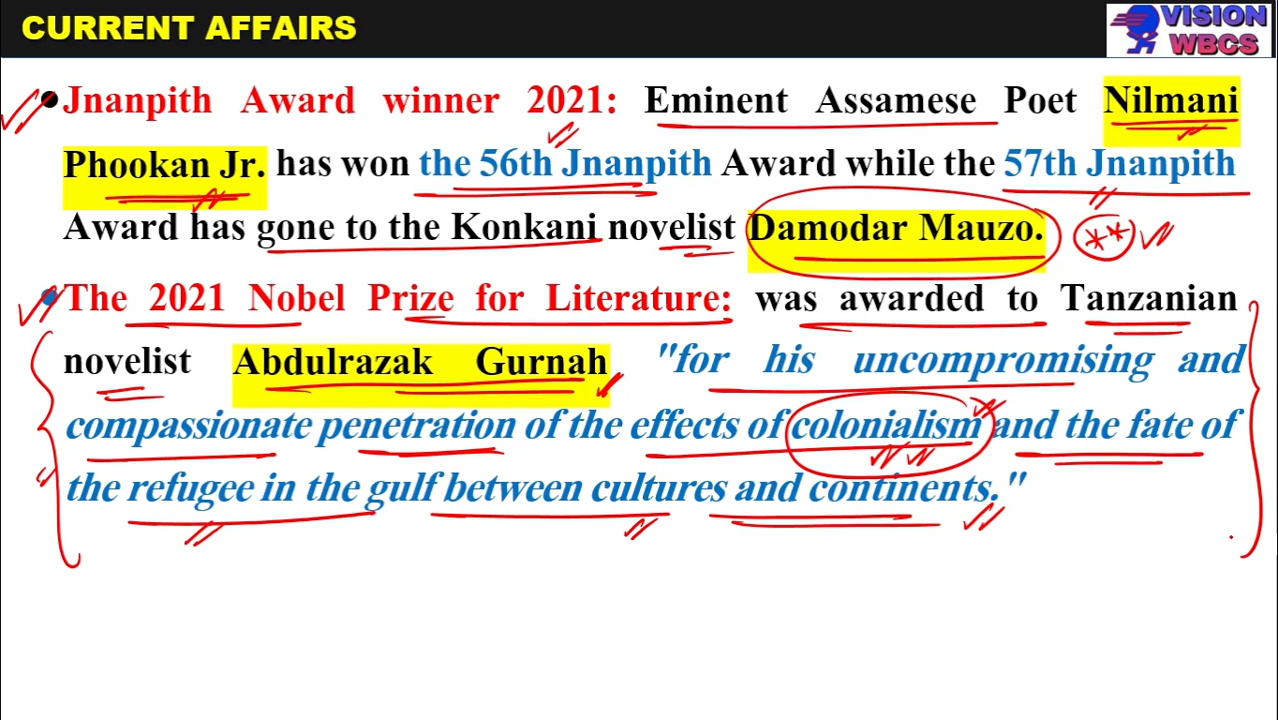 CURRENT AFFAIRS
VISION
WBCS
Jnanpith Award winner 2021: Eminent Assamese Poet Nilmani
Phookan Jr. has won the 56th Jnanpith Award while the 57th Jnanpith
Award has gone to the Konkani novelist Damodar Mauzo. **
The 2021 Nobel Prize for Literature: was awarded to Tanzanian
novelist Abdulrazak Gurnah "for his uncompromising and
compassionate penetration of the effects of colonialism and the fate of
the refugee in the gulf between cultures and continents."